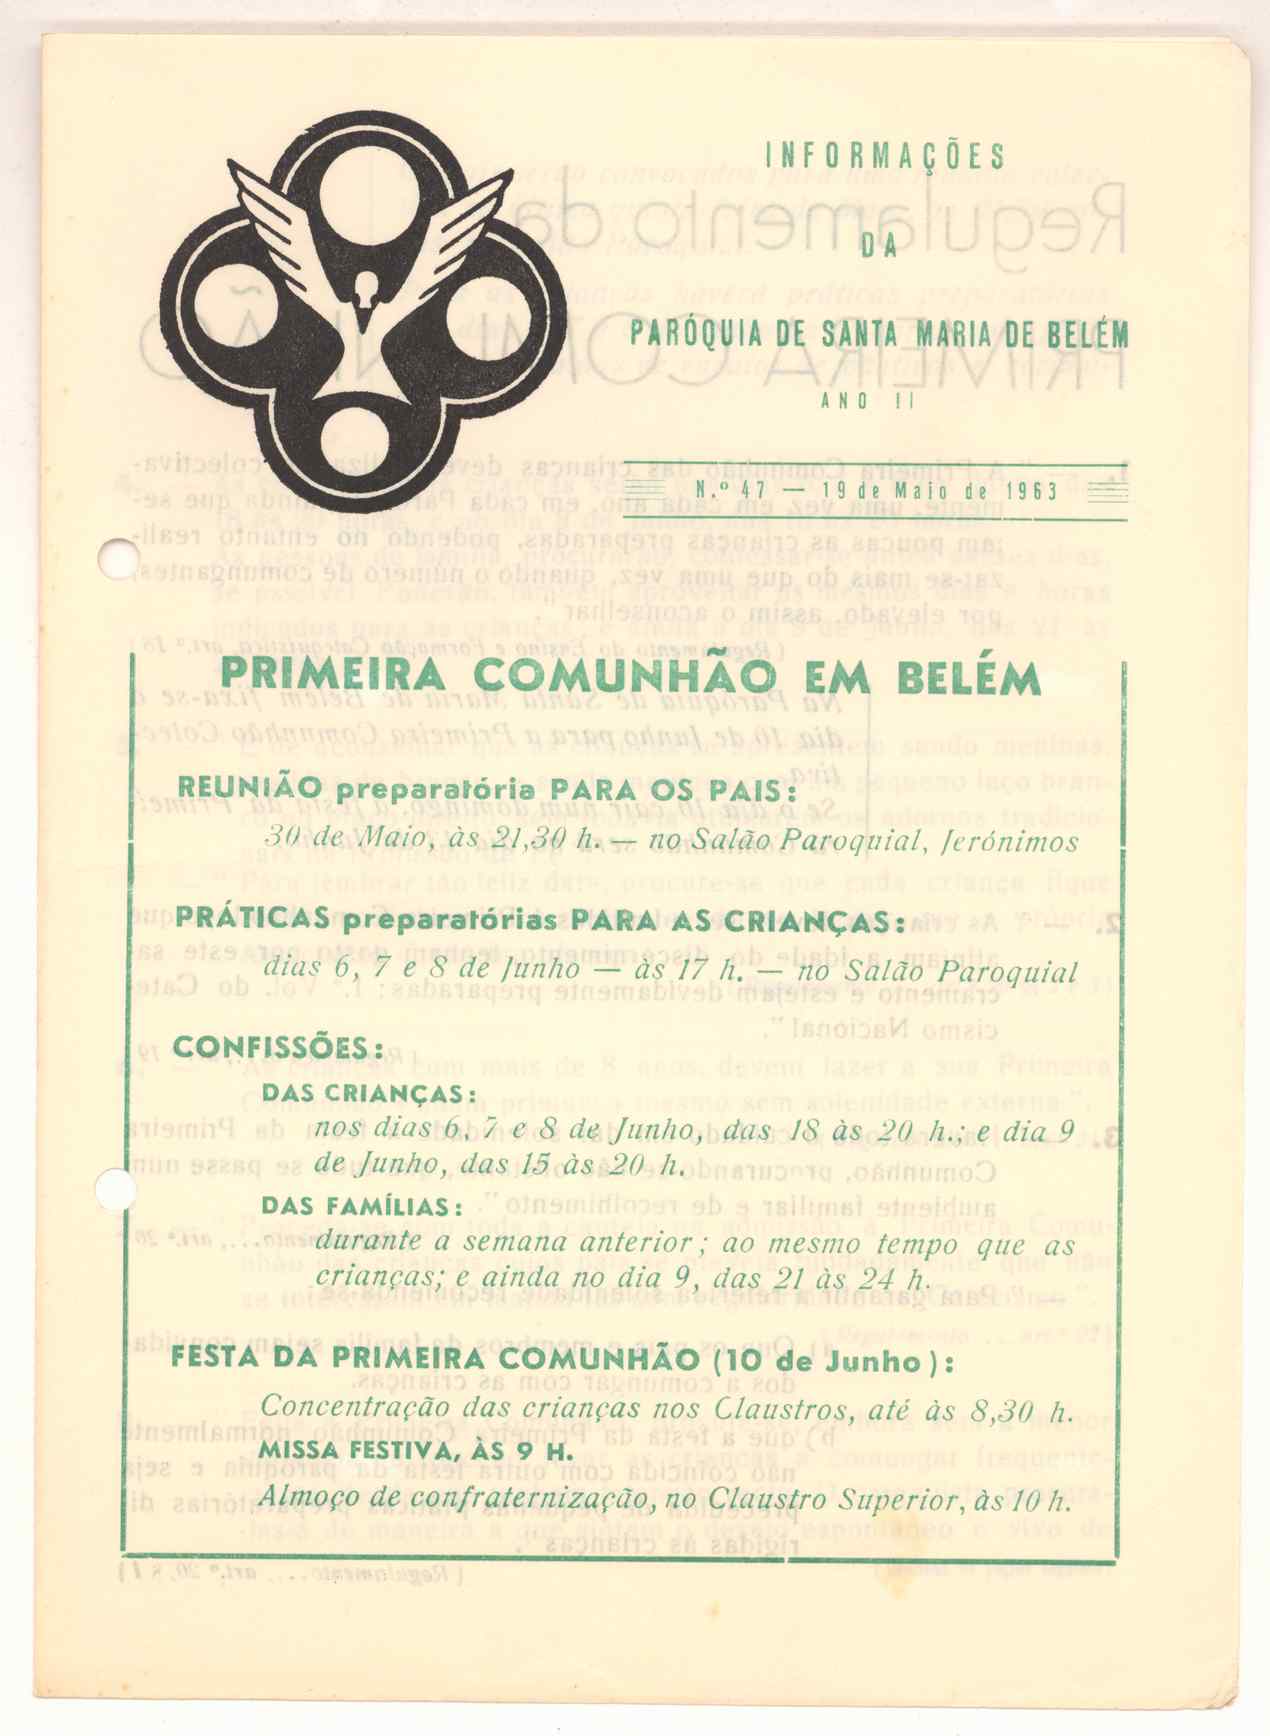 INFORMAÇÕES
DA
PARÓQUIA DE SANTA MARIA DE BELÉM
ANO II
N.º 47 — 19 de Maio de 1963
PRIMEIRA COMUNHÃO EM BELÉM
REUNIÃO preparatória PARA OS PAIS:
30 de Maio, às 21,30 h. — no Salão Paroquial, Jerónimos
PRÁTICAS preparatórias PARA AS CRIANÇAS:
dias 6, 7 e 8 de Junho — às 17 h. — no Salão Paroquial
CONFISSÕES:
DAS CRIANÇAS:
nos dias 6, 7 e 8 de Junho, das 18 às 20 h.; e dia 9
de Junho, das 15 às 20 h.
DAS FAMÍLIAS:
durante a semana anterior; ao mesmo tempo que as
crianças; e ainda no dia 9, das 21 às 24 h.
FESTA DA PRIMEIRA COMUNHÃO (10 de Junho):
Concentração das crianças nos Claustros, até às 8,30 h.
MISSA FESTIVA, ÀS 9 H.
Almoço de confraternização, no Claustro Superior, às 10 h.